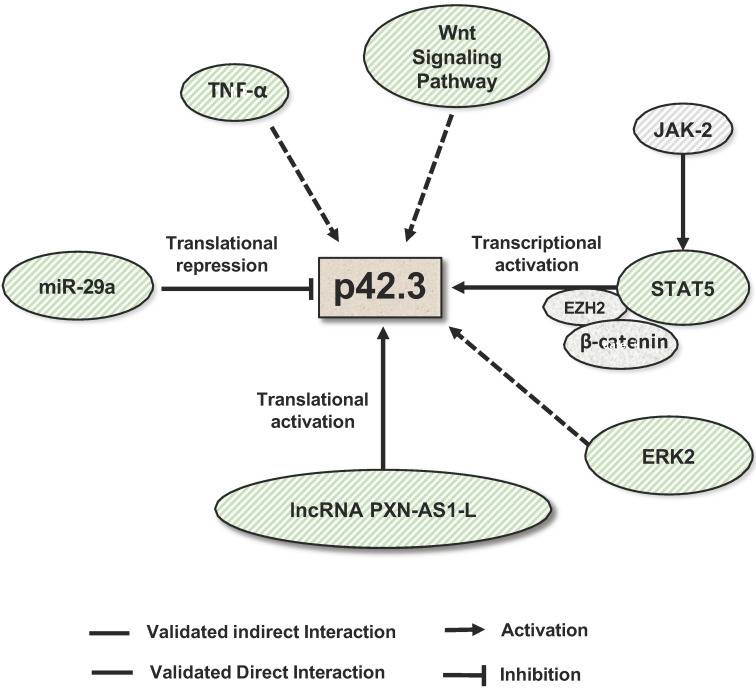 Wnt
Signaling
Pathway
TNF-α
JAK-2
Translational
repression
Transcriptional
activation
miR-29a
p42.3
STAT5
EZH2
β-catenin
Translational
activation
ERK2
lncRNA PXN-AS1-L
Validated indirect Interaction
Activation
Validated Direct Interaction
Inhibition